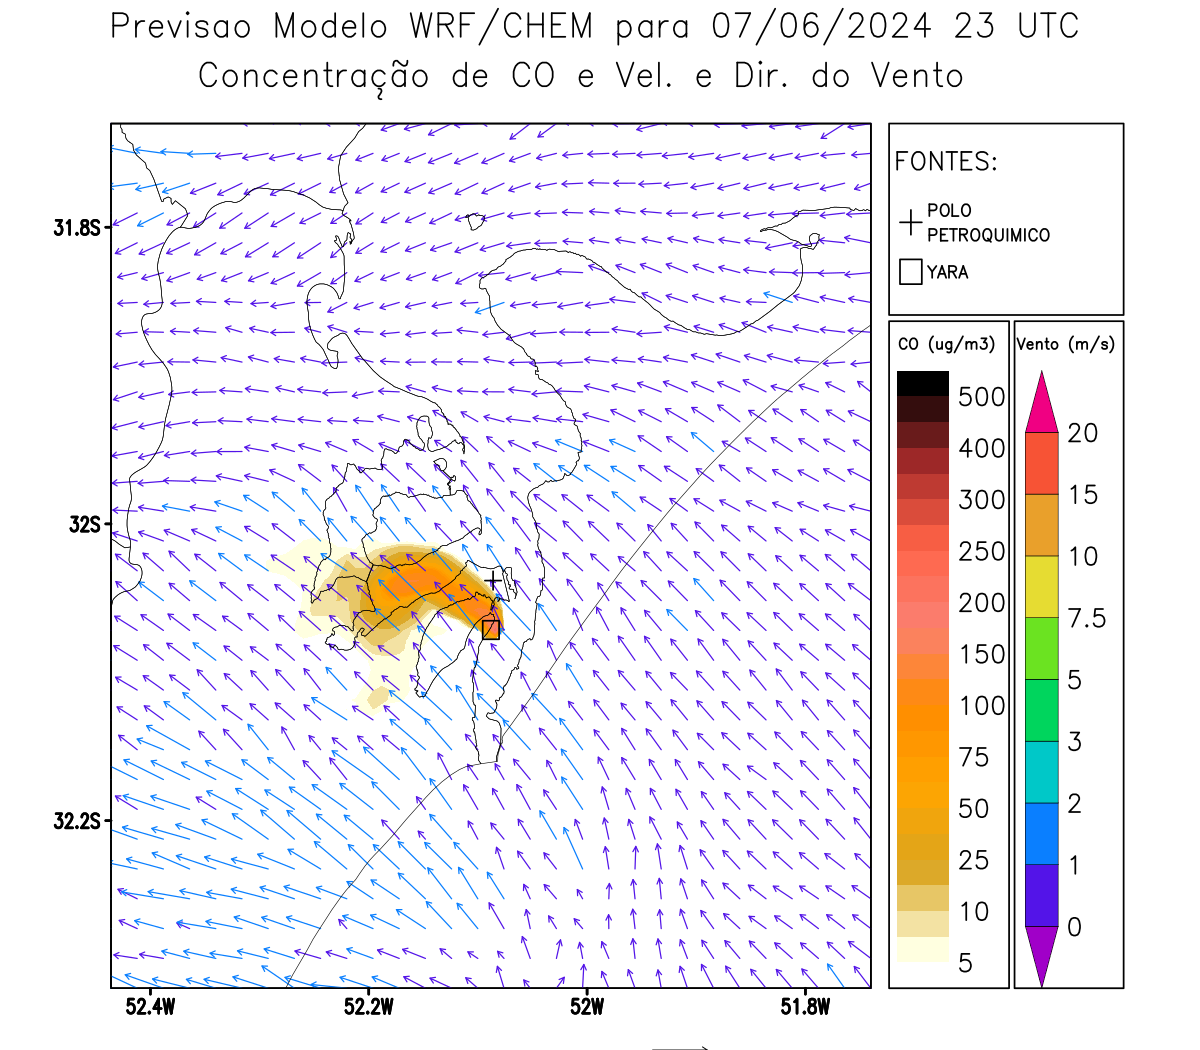 Previsao Modelo WRF/CHEM para 07/06/2024 23 UTC
Concentração de CO e Vel. e Dir. do Vento
FONTES:
POLO
PETROQUIMICO
YARA
CO (ug/m3)
500
400
300
250
200
150
100
75
50
25
10
5
Vento (m/s)
20
15
10
7.5
5
3
2
1
0
31.8S
32S
32.2S
52.4W 52.2W 52W 51.8W